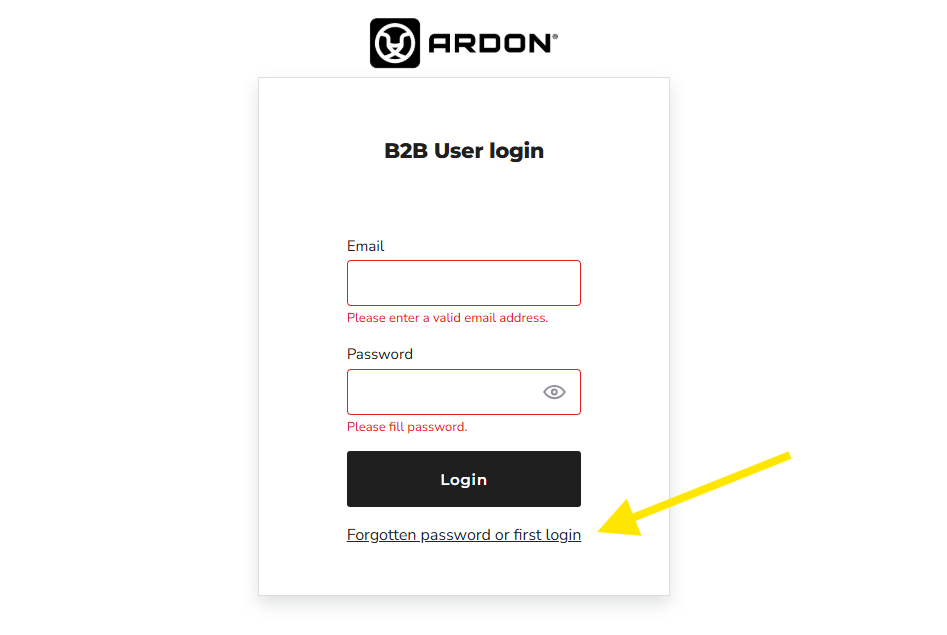 ARDON®
B2B User login
Email
Please enter a valid email address.
Password
Please fill password.
Login
Forgotten password or first login